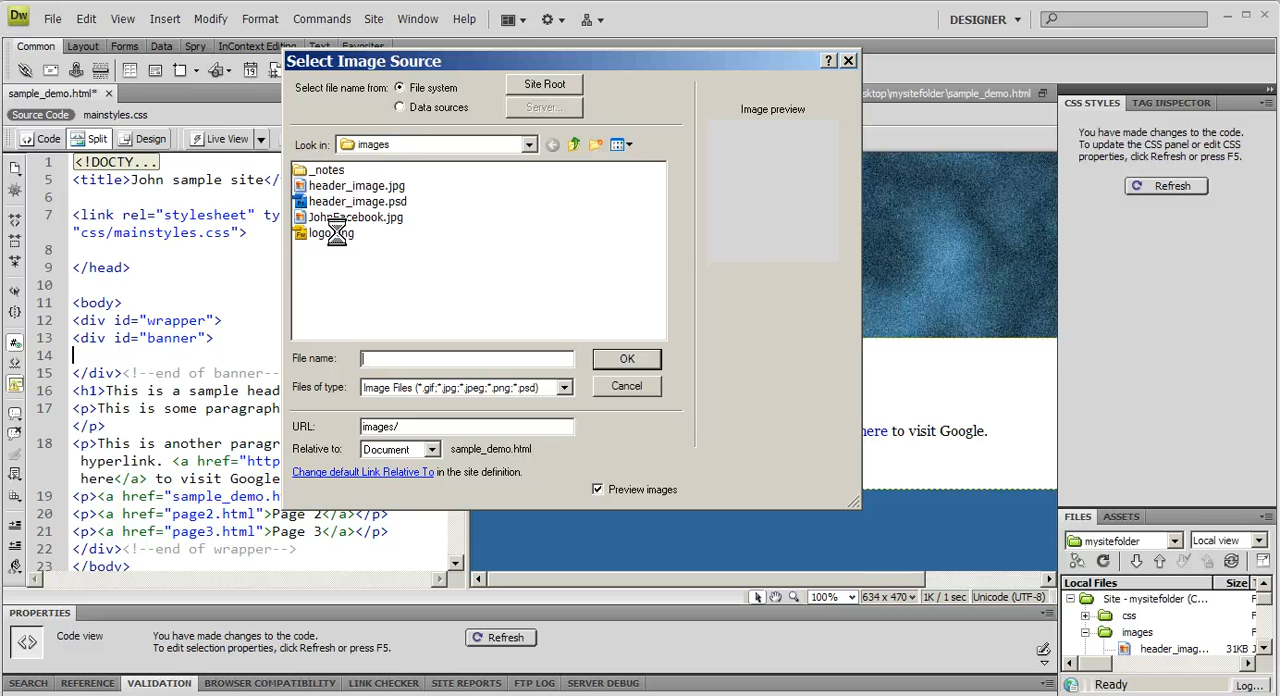 Dw File Edit View Insert Modify Format Commands Site Window Help DESIGNER
Common Layout Forms Data Spry InContext Editing Text Favorites
sample_demo.html* ×
Source Code mainstyles.css
Code Split Design Live View
1 <!DOCTY...
5 <title>John sample site</
6
7 <link rel="stylesheet" ty
"css/mainstyles.css">
8
9 </head>
10
11 <body>
12 <div id="wrapper">
13 <div id="banner">
14
15 </div><!--end of banner--
16 <h1>This is a sample head
17 <p>This is some paragraph
</p>
18 <p>This is another paragr
hyperlink. <a href="http
here</a> to visit Google
19 <p><a href="sample_demo.h
20 <p><a href="page2.html">Page 2</a></p>
21 <p><a href="page3.html">Page 3</a></p>
22 </div><!--end of wrapper-->
23 </body>
Select Image Source
Select file name from: File system Site Root
Data sources Server...
Look in: images
_notes
header_image.jpg
header_image.psd
JohnFacebook.jpg
File name: OK
Files of type: Image Files (*.gif;*.jpg;*.jpeg;*.png;*.psd) Cancel
URL: images/
Relative to: Document sample_demo.html
Change default Link Relative To in the site definition.
Image preview
Preview images
sktop\mysitefolder\sample_demo.html
here to visit Google.
100% 634 x 470 1K / 1 sec Unicode (UTF-8)
CSS STYLES TAG INSPECTOR
You have made changes to the code.
To update the CSS panel or edit CSS
properties, click Refresh or press F5.
Refresh
FILES ASSETS
mysitefolder Local view
Local Files Size
Site - mysitefolder (C... F
css F
images F
header_imag... 31KB J
Ready Log...
PROPERTIES
Code view You have made changes to the code.
To edit selection properties, click Refresh or press F5.
Refresh
SEARCH REFERENCE VALIDATION BROWSER COMPATIBILITY LINK CHECKER SITE REPORTS FTP LOG SERVER DEBUG